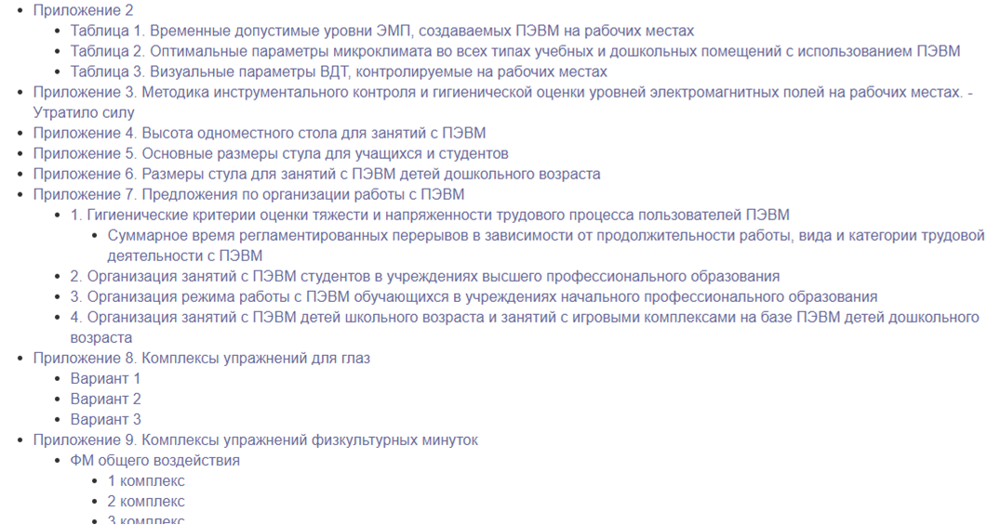 Приложение 2
Таблица 1. Временные допустимые уровни ЭМП, создаваемых ПЭВМ на рабочих местах
Таблица 2. Оптимальные параметры микроклимата во всех типах учебных и дошкольных помещений с использованием ПЭВМ
Таблица 3. Визуальные параметры ВДТ, контролируемые на рабочих местах
Приложение 3. Методика инструментального контроля и гигиенической оценки уровней электромагнитных полей на рабочих местах. -
Утратило силу
Приложение 4. Высота одноместного стола для занятий с ПЭВМ
Приложение 5. Основные размеры стула для учащихся и студентов
Приложение 6. Размеры стула для занятий с ПЭВМ детей дошкольного возраста
Приложение 7. Предложения по организации работы с ПЭВМ
1. Гигиенические критерии оценки тяжести и напряженности трудового процесса пользователей ПЭВМ
Суммарное время регламентированных перерывов в зависимости от продолжительности работы, вида и категории трудовой
деятельности с ПЭВМ
2. Организация занятий с ПЭВМ студентов в учреждениях высшего профессионального образования
3. Организация режима работы с ПЭВМ обучающихся в учреждениях начального профессионального образования
4. Организация занятий с ПЭВМ детей школьного возраста и занятий с игровыми комплексами на базе ПЭВМ детей дошкольного
возраста
Приложение 8. Комплексы упражнений для глаз
Вариант 1
Вариант 2
Вариант 3
Приложение 9. Комплексы упражнений физкультурных минуток
ФМ общего воздействия
1 комплекс
2 комплекс
3 комплекс